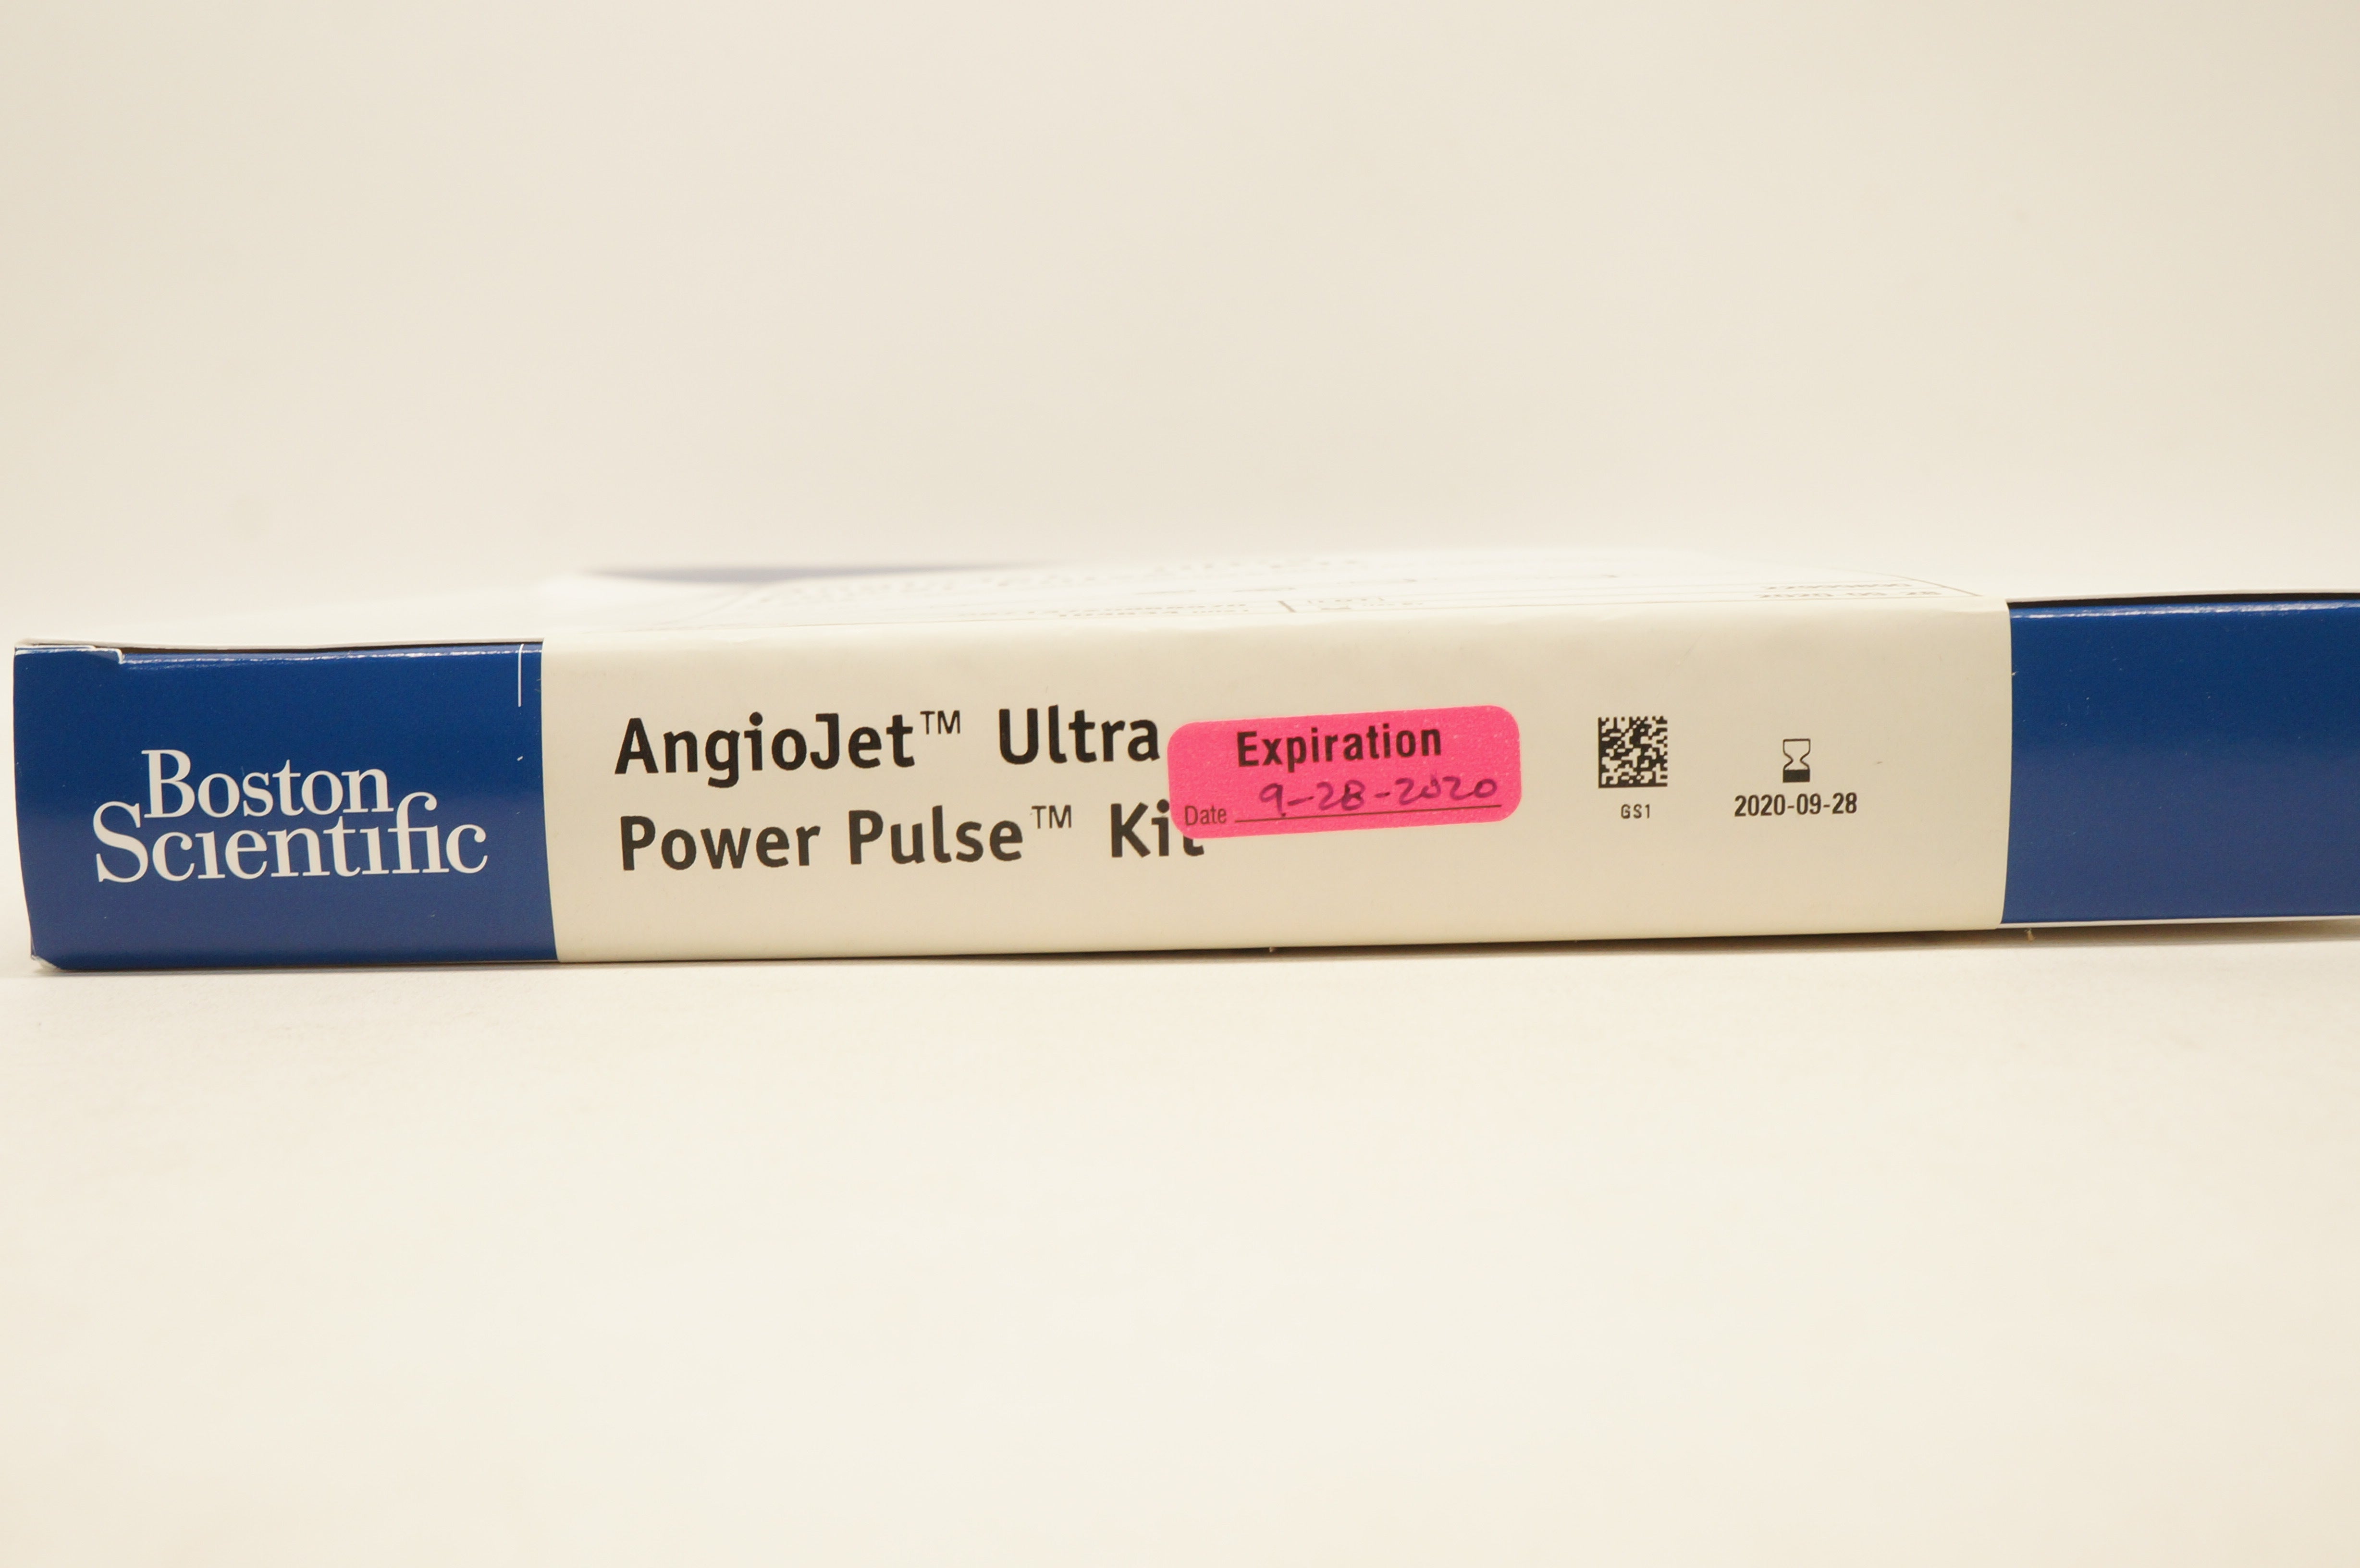 Boston
Scientific
AngioJet™ Ultra
Power Pulse™ Kit
Expiration
Date 9-28-2020
GS1
2020-09-28